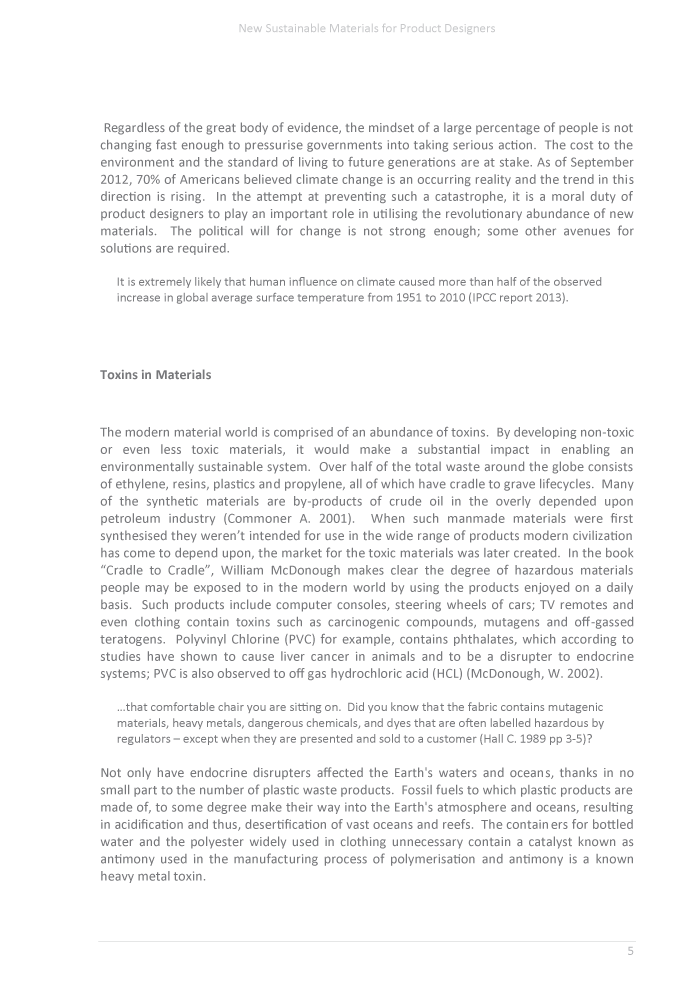 New Sustainable Materials for Product Designers
Regardless of the great body of evidence, the mindset of a large percentage of people is not
changing fast enough to pressurise governments into taking serious action. The cost to the
environment and the standard of living to future generations are at stake. As of September
2012, 70% of Americans believed climate change is an occurring reality and the trend in this
direction is rising. In the attempt at preventing such a catastrophe, it is a moral duty of
product designers to play an important role in utilising the revolutionary abundance of new
materials. The political will for change is not strong enough; some other avenues for
solutions are required.
It is extremely likely that human influence on climate caused more than half of the observed
increase in global average surface temperature from 1951 to 2010 (IPCC report 2013).
Toxins in Materials
The modern material world is comprised of an abundance of toxins. By developing non-toxic
or even less toxic materials, it would make a substantial impact in enabling an
environmentally sustainable system. Over half of the total waste around the globe consists
of ethylene, resins, plastics and propylene, all of which have cradle to grave lifecycles. Many
of the synthetic materials are by-products of crude oil in the overly depended upon
petroleum industry (Commoner A. 2001). When such manmade materials were first
synthesised they weren't intended for use in the wide range of products modern civilization
has come to depend upon, the market for the toxic materials was later created. In the book
“Cradle to Cradle”, William McDonough makes clear the degree of hazardous materials
people may be exposed to in the modern world by using the products enjoyed on a daily
basis. Such products include computer consoles, steering wheels of cars; TV remotes and
even clothing contain toxins such as carcinogenic compounds, mutagens and off-gassed
teratogens. Polyvinyl Chlorine (PVC) for example, contains phthalates, which according to
studies have shown to cause liver cancer in animals and to be a disrupter to endocrine
systems; PVC is also observed to off gas hydrochloric acid (HCL) (McDonough, W. 2002).
…that comfortable chair you are sitting on. Did you know that the fabric contains mutagenic
materials, heavy metals, dangerous chemicals, and dyes that are often labelled hazardous by
regulators – except when they are presented and sold to a customer (Hall C. 1989 pp 3-5)?
Not only have endocrine disrupters affected the Earth's waters and oceans, thanks in no
small part to the number of plastic waste products. Fossil fuels to which plastic products are
made of, to some degree make their way into the Earth's atmosphere and oceans, resulting
in acidification and thus, desertification of vast oceans and reefs. The containers for bottled
water and the polyester widely used in clothing unnecessary contain a catalyst known as
antimony used in the manufacturing process of polymerisation and antimony is a known
heavy metal toxin.
5